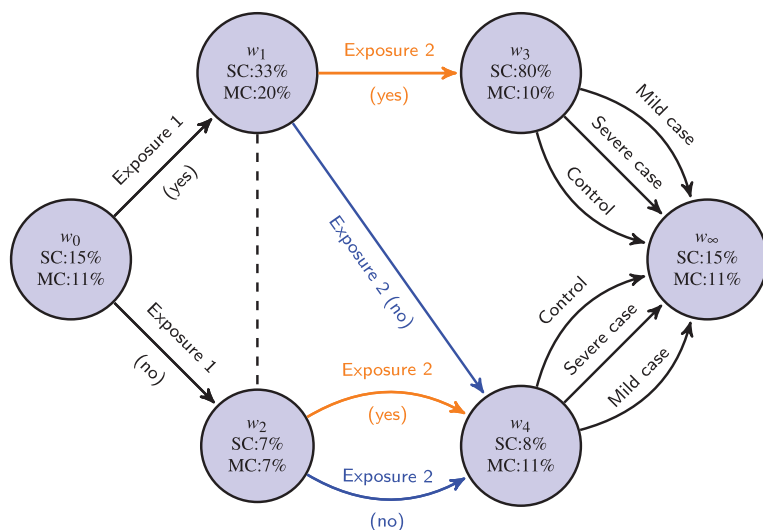 w₁
SC:33%
MC:20%
Exposure 2
(yes)
w₃
SC:80%
MC:10%
Mild case
Severe case
Control
Exposure 1
(yes)
w₀
SC:15%
MC:11%
Exposure 2 (no)
w∞
SC:15%
MC:11%
Exposure 1
(no)
Control
Severe case
Mild case
Exposure 2
(yes)
w₂
SC:7%
MC:7%
w₄
SC:8%
MC:11%
Exposure 2
(no)